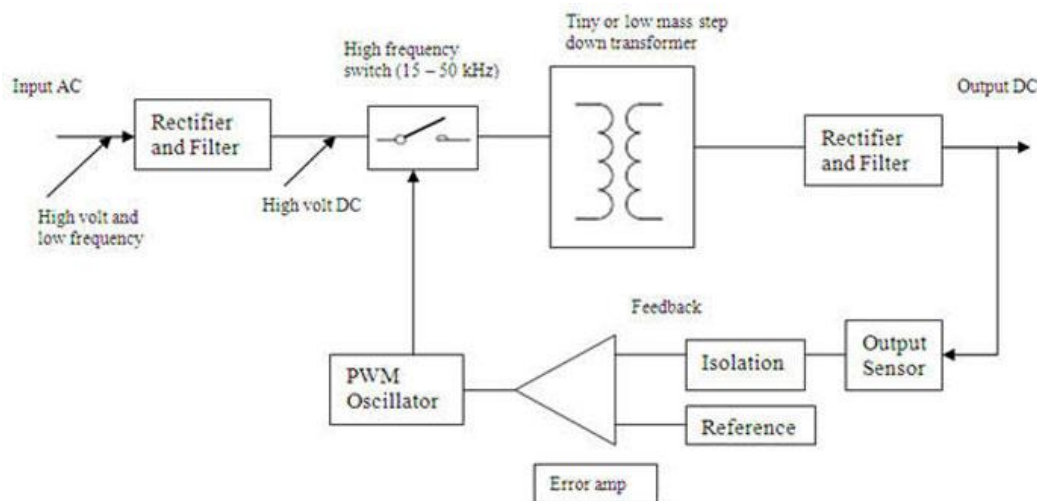 Tiny or low mass step
down transformer
High frequency
switch (15 – 50 kHz)
Input AC
Output DC
Rectifier
and Filter
Rectifier
and Filter
High volt and
low frequency
High volt DC
Feedback
PWM
Oscillator
Isolation
Output
Sensor
Reference
Error amp